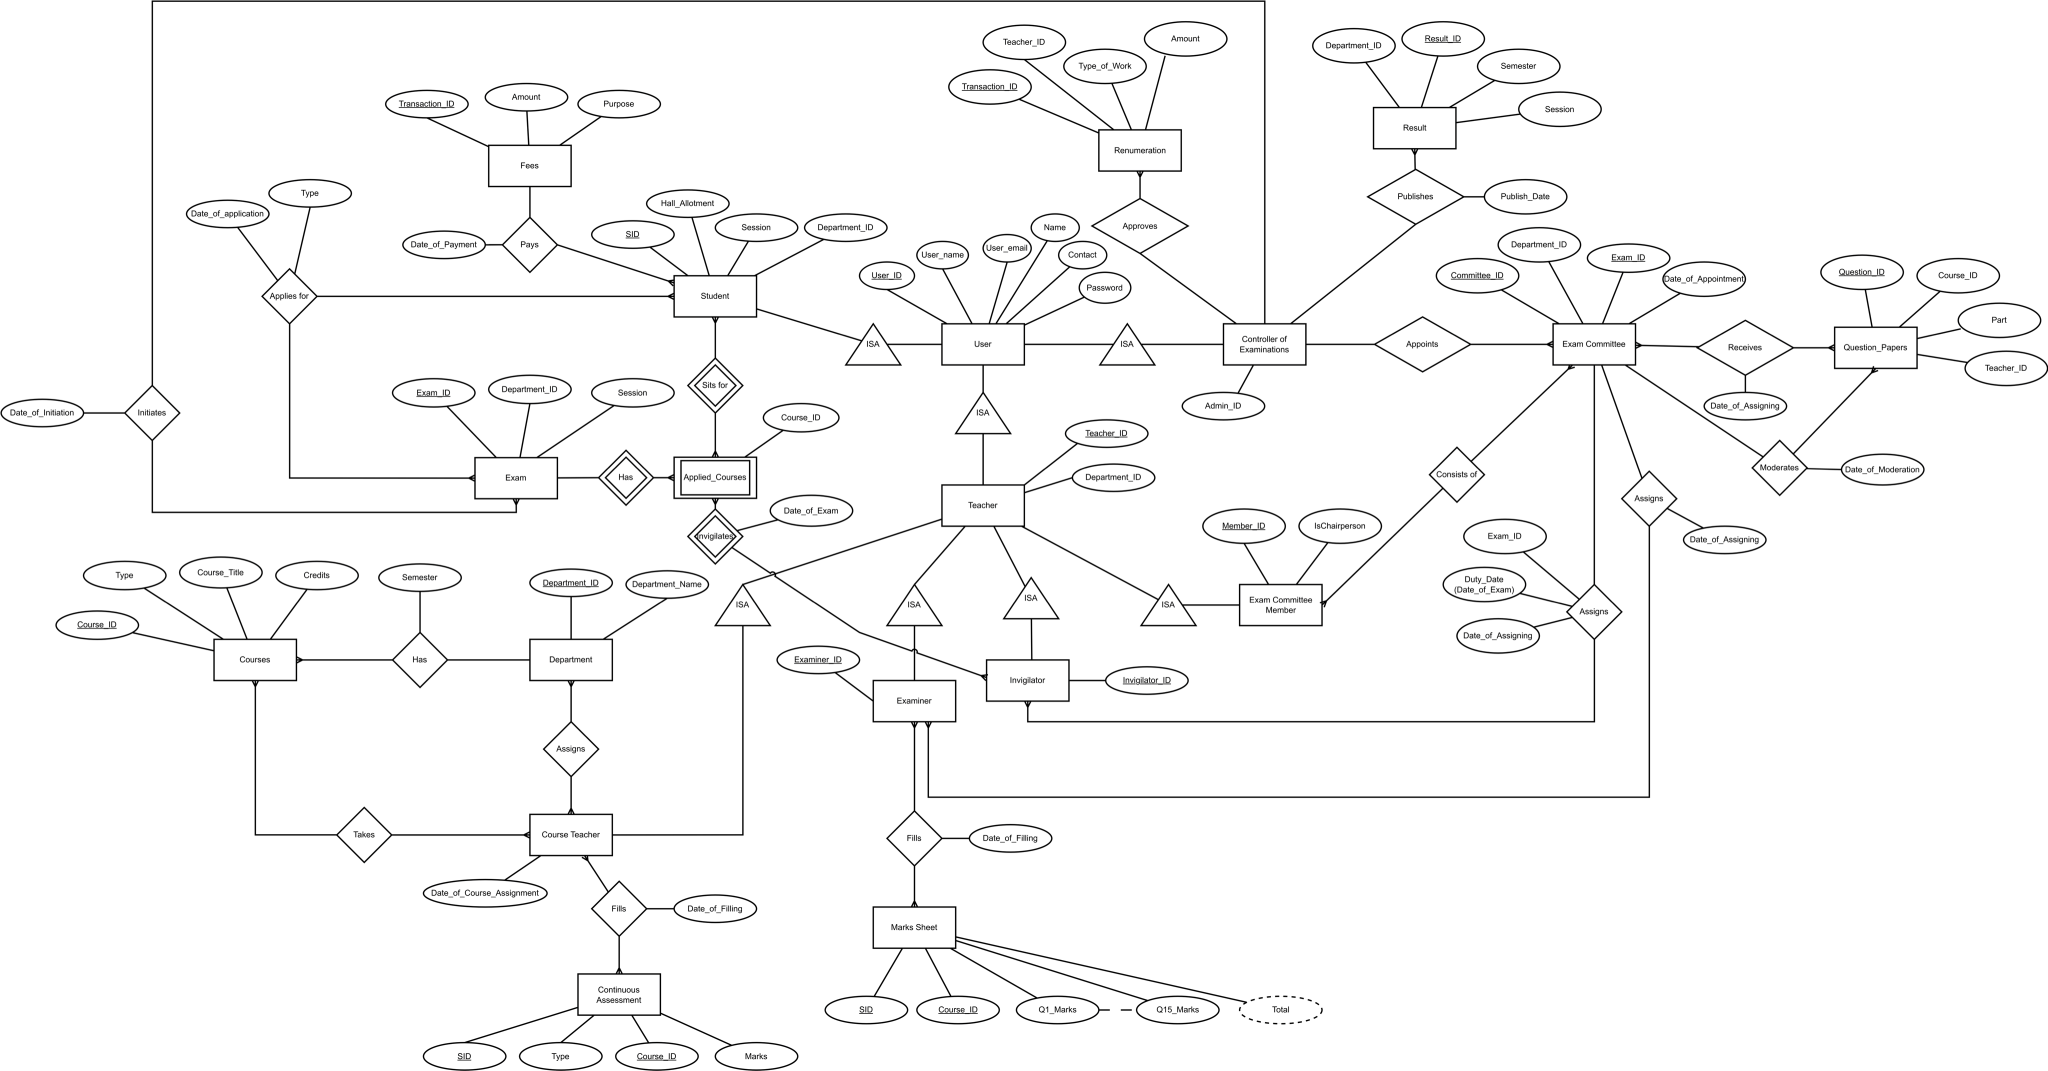 Teacher_ID
Amount
Department_ID
Result_ID
Type_of_Work
Semester
Transaction_ID
Session
Transaction_ID
Amount
Purpose
Result
Renumeration
Fees
Type
Date_of_application
Hall_Allotment
Publishes
Publish_Date
SID
Session
Department_ID
Name
Approves
Date_of_Payment
Pays
User_name
User_email
Contact
Department_ID
Exam_ID
User_ID
Password
Committee_ID
Date_of_Appointment
Question_ID
Course_ID
Applies for
Student
Part
ISA
User
ISA
Controller of
Examinations
Appoints
Exam Committee
Receives
Question_Papers
Teacher_ID
Sits for
Exam_ID
Department_ID
Session
Admin_ID
Date_of_Assigning
Date_of_Initiation
Initiates
ISA
Course_ID
Teacher_ID
Exam
Has
Applied_Courses
Department_ID
Consists of
Moderates
Date_of_Moderation
Teacher
Assigns
Date_of_Exam
Member_ID
IsChairperson
Invigilates
Exam_ID
Date_of_Assigning
Type
Course_Title
Credits
Semester
Department_ID
Department_Name
Duty_Date
(Date_of_Exam)
ISA
ISA
ISA
ISA
Exam Committee
Member
Assigns
Course_ID
Date_of_Assigning
Courses
Has
Department
Examiner_ID
Invigilator
Invigilator_ID
Examiner
Assigns
Takes
Course Teacher
Fills
Date_of_Filling
Date_of_Course_Assignment
Fills
Date_of_Filling
Marks Sheet
Continuous
Assessment
SID
Course_ID
Q1_Marks
Q15_Marks
Total
SID
Type
Course_ID
Marks